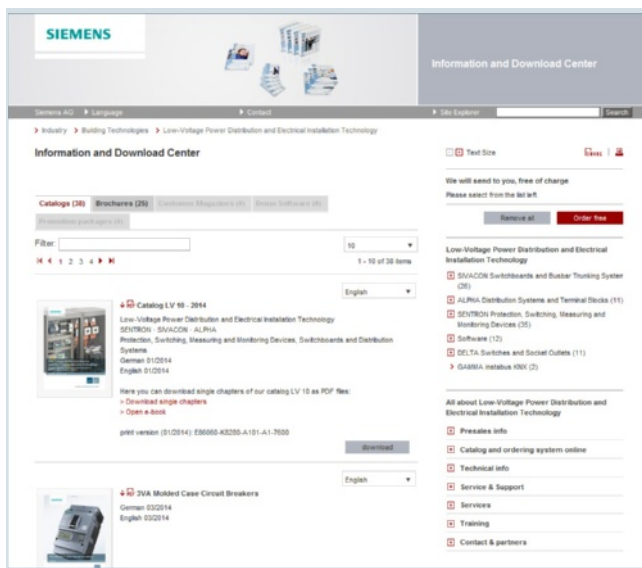 SIEMENS
Information and Download Center
Siemens AG Language Contact Site Explorer Search
Industry Building Technologies Low-Voltage Power Distribution and Electrical Installation Technology
Information and Download Center
Text Size
We will send to you, free of charge
Please select from the list left
Remove all Order free
Catalogs (38) Brochures (25) Customer Magazines (0) Demo Software (0)
Promotion packages (0)
Filter: 10
1 2 3 4 1 - 10 of 38 items
English
Catalog LV 10 - 2014
Low-Voltage Power Distribution and Electrical Installation Technology
SENTRON · SIVACON · ALPHA
Protection, Switching, Measuring and Monitoring Devices, Switchboards and Distribution
Systems
German 01/2014
English 01/2014
Here you can download single chapters of our catalog LV 10 as PDF files:
> Download single chapters
> Open e-book
print version (01/2014): E86060-K8280-A101-A1-7600
download
English
3VA Molded Case Circuit Breakers
German 03/2014
English 03/2014
Low-Voltage Power Distribution and Electrical
Installation Technology
SIVACON Switchboards and Busbar Trunking System
(26)
ALPHA Distribution Systems and Terminal Blocks (11)
SENTRON Protection, Switching, Measuring and
Monitoring Devices (35)
Software (12)
DELTA Switches and Socket Outlets (11)
GAMMA instabus KNX (2)
All about Low-Voltage Power Distribution and
Electrical Installation Technology
Presales info
Catalog and ordering system online
Technical info
Service & Support
Services
Training
Contact & partners